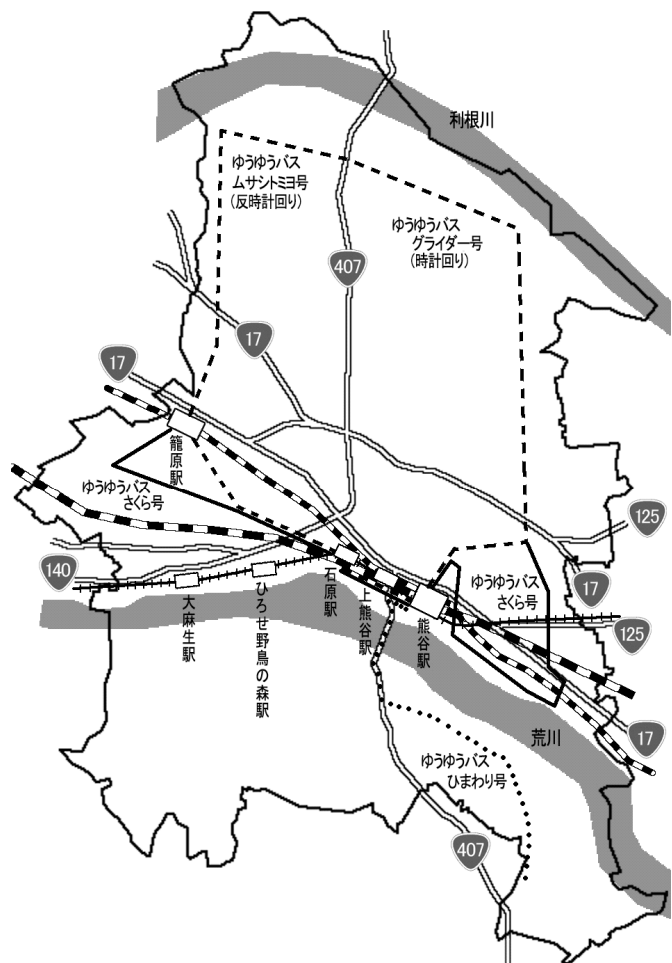 利根川
ゆうゆうバス
ムサシトミヨ号
(反時計回り)
ゆうゆうバス
グライダー号
(時計回り)
407
17
17
籠原駅
ゆうゆうバス
さくら号
125
140
大麻生駅
ひろせ野鳥の森駅
石原駅
上熊谷駅
熊谷駅
ゆうゆうバス
さくら号
17
125
荒川
17
ゆうゆうバス
ひまわり号
407